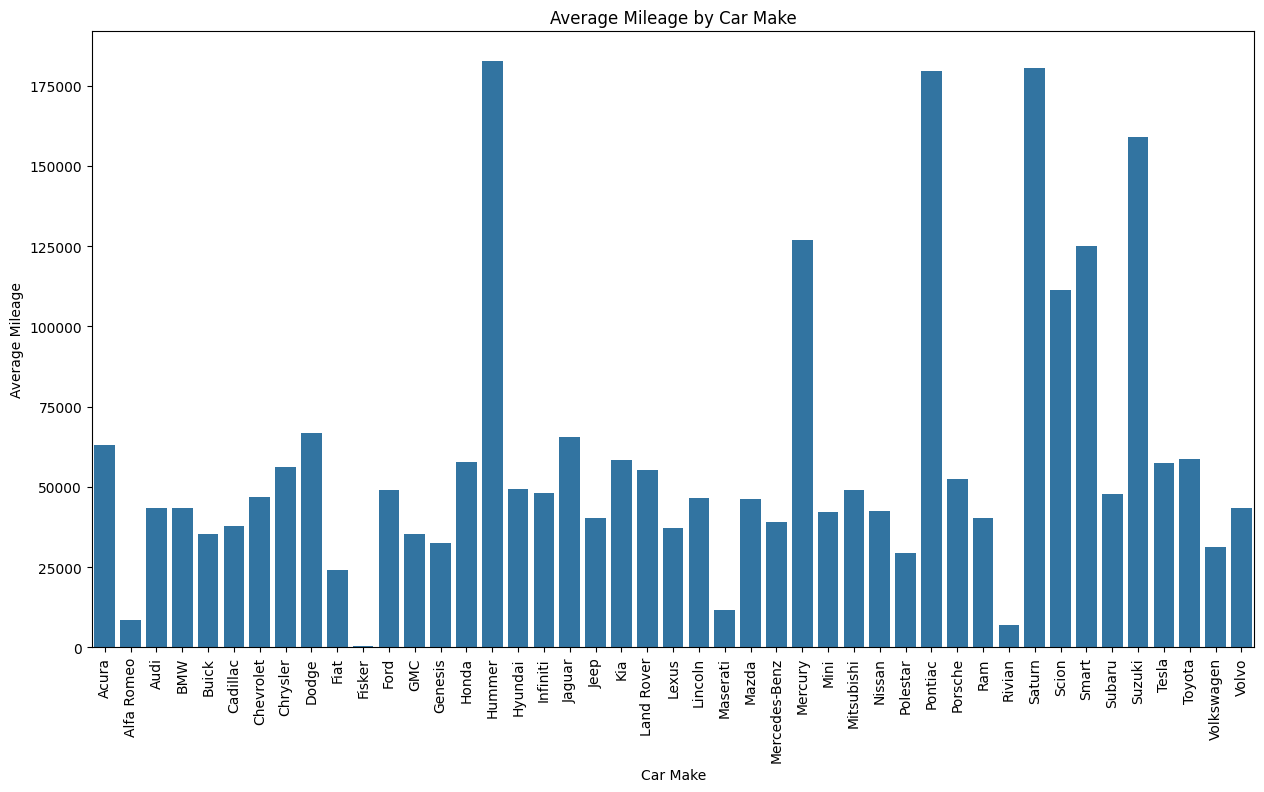 Average Mileage by Car Make
Average Mileage
175000
150000
125000
100000
75000
50000
25000
0
Acura
Alfa Romeo
Audi
BMW
Buick
Cadillac
Chevrolet
Chrysler
Dodge
Fiat
Fisker
Ford
GMC
Genesis
Honda
Hummer
Hyundai
Infiniti
Jaguar
Jeep
Kia
Land Rover
Lexus
Lincoln
Maserati
Mazda
Mercedes-Benz
Mercury
Mini
Mitsubishi
Nissan
Polestar
Pontiac
Porsche
Ram
Rivian
Saturn
Scion
Smart
Subaru
Suzuki
Tesla
Toyota
Volkswagen
Volvo
Car Make